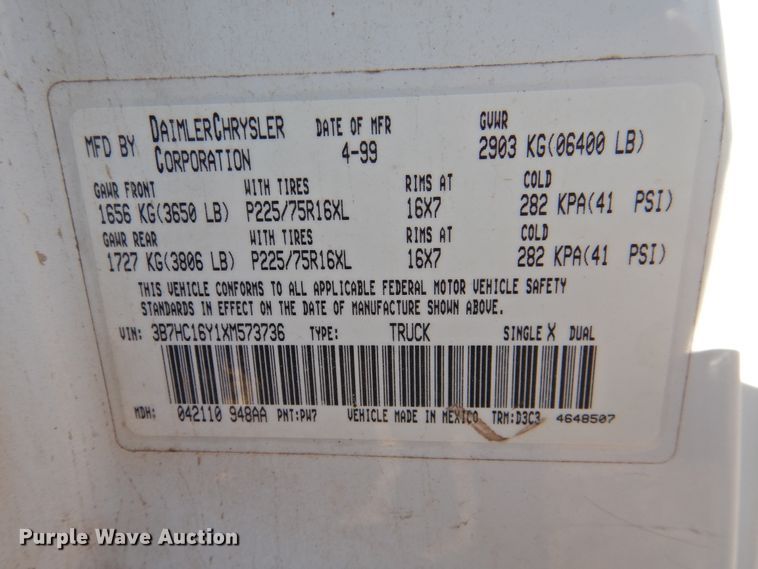 MFD BY DAIMLERCHRYSLER CORPORATION DATE OF MFR 4-99 GVWR 2903 KG(06400 LB)
GAWR FRONT WITH TIRES RIMS AT COLD
1656 KG(3650 LB) P225/75R16XL 16X7 282 KPA(41 PSI)
GAWR REAR WITH TIRES RIMS AT COLD
1727 KG(3806 LB) P225/75R16XL 16X7 282 KPA(41 PSI)
THIS VEHICLE CONFORMS TO ALL APPLICABLE FEDERAL MOTOR VEHICLE SAFETY
STANDARDS IN EFFECT ON THE DATE OF MANUFACTURE SHOWN ABOVE.
VIN: 3B7HC16Y1XM573736 TYPE: TRUCK SINGLE X DUAL
MDH: 042110 948AA PNT:PW7 VEHICLE MADE IN MEXICO TRM:D3C3 4648507
Purple Wave Auction